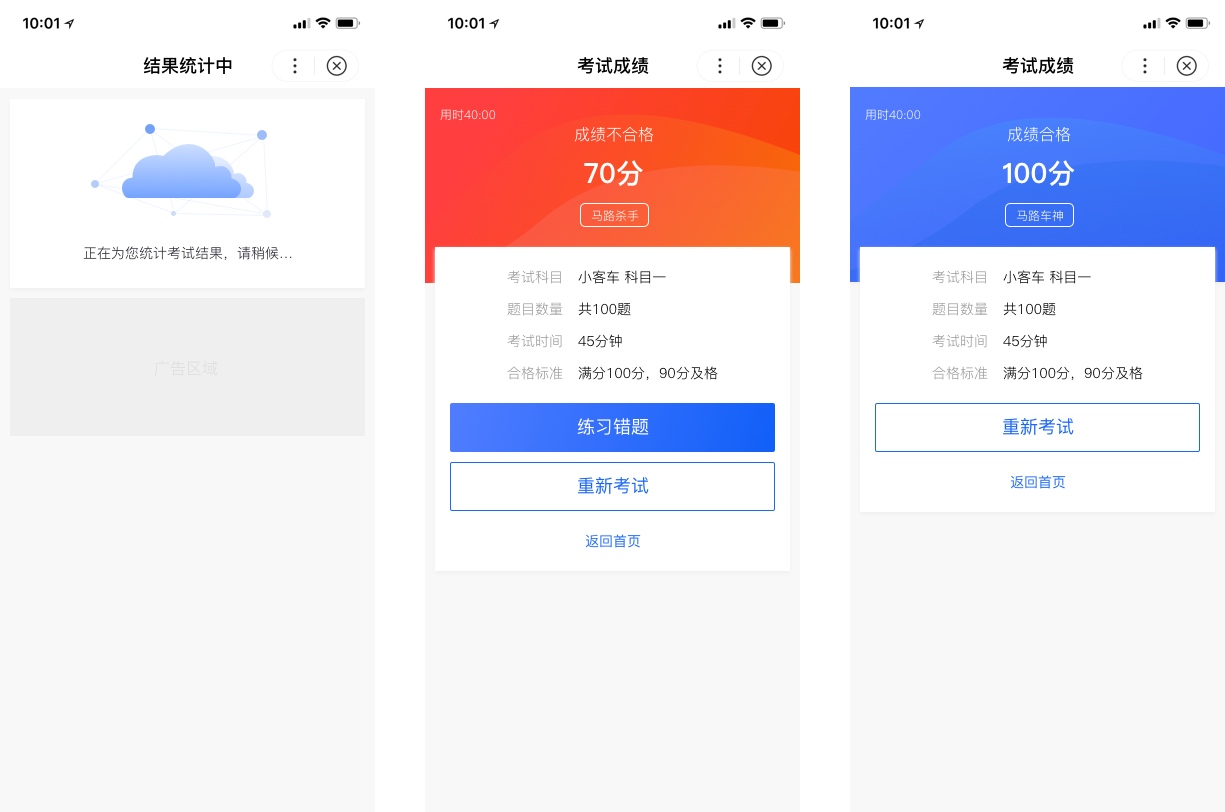 10:01
结果统计中
正在为您统计考试结果，请稍候...
广告区域
10:01
考试成绩
用时40:00
成绩不合格
70分
马路杀手
考试科目 小客车 科目一
题目数量 共100题
考试时间 45分钟
合格标准 满分100分，90分及格
练习错题
重新考试
返回首页
10:01
考试成绩
用时40:00
成绩合格
100分
马路车神
考试科目 小客车 科目一
题目数量 共100题
考试时间 45分钟
合格标准 满分100分，90分及格
重新考试
返回首页